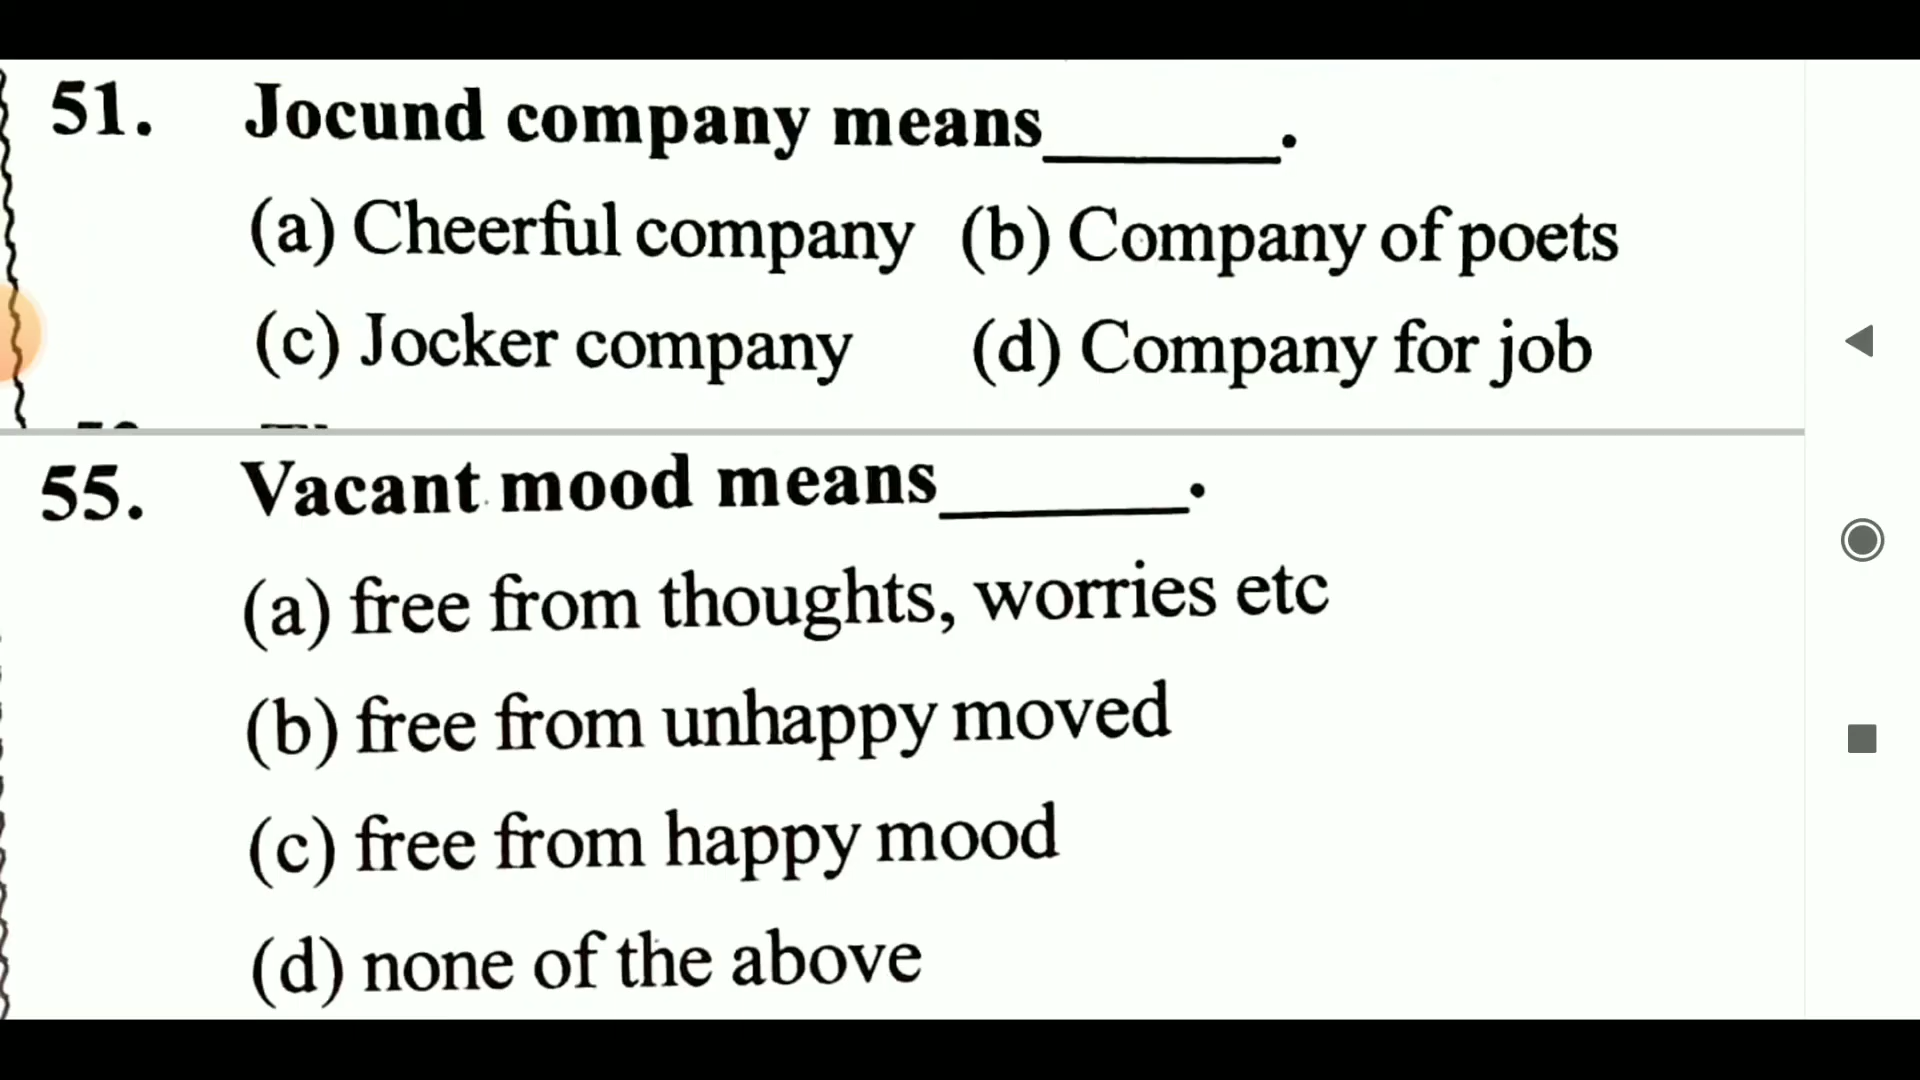 51. Jocund company means______.
(a) Cheerful company (b) Company of poets
(c) Jocker company (d) Company for job
55. Vacant mood means______.
(a) free from thoughts, worries etc
(b) free from unhappy moved
(c) free from happy mood
(d) none of the above